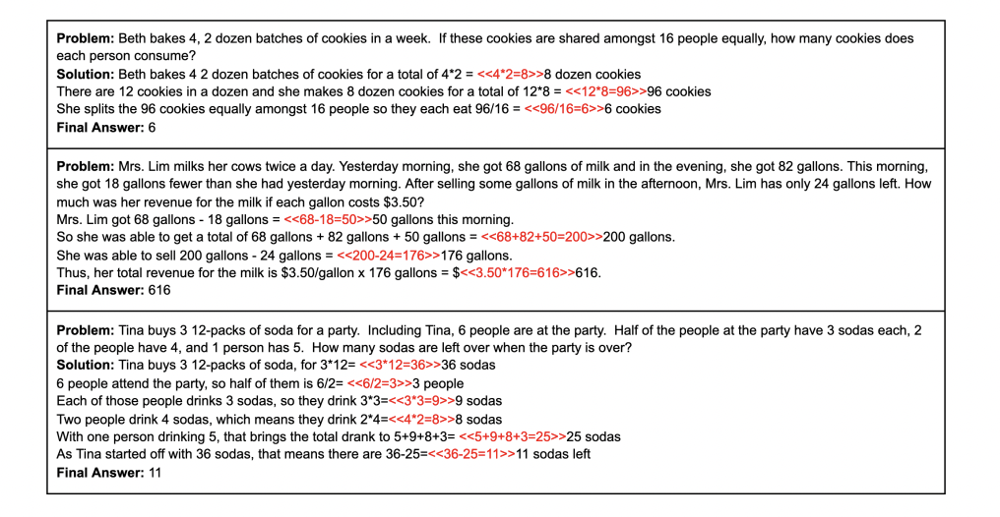 Problem: Beth bakes 4, 2 dozen batches of cookies in a week.  If these cookies are shared amongst 16 people equally, how many cookies does
each person consume?
Solution: Beth bakes 4 2 dozen batches of cookies for a total of 4*2 = <<4*2=8>>8 dozen cookies
There are 12 cookies in a dozen and she makes 8 dozen cookies for a total of 12*8 = <<12*8=96>>96 cookies
She splits the 96 cookies equally amongst 16 people so they each eat 96/16 = <<96/16=6>>6 cookies
Final Answer: 6
Problem: Mrs. Lim milks her cows twice a day. Yesterday morning, she got 68 gallons of milk and in the evening, she got 82 gallons. This morning,
she got 18 gallons fewer than she had yesterday morning. After selling some gallons of milk in the afternoon, Mrs. Lim has only 24 gallons left. How
much was her revenue for the milk if each gallon costs $3.50?
Mrs. Lim got 68 gallons - 18 gallons = <<68-18=50>>50 gallons this morning.
So she was able to get a total of 68 gallons + 82 gallons + 50 gallons = <<68+82+50=200>>200 gallons.
She was able to sell 200 gallons - 24 gallons = <<200-24=176>>176 gallons.
Thus, her total revenue for the milk is $3.50/gallon x 176 gallons = $<<3.50*176=616>>616.
Final Answer: 616
Problem: Tina buys 3 12-packs of soda for a party.  Including Tina, 6 people are at the party.  Half of the people at the party have 3 sodas each, 2
of the people have 4, and 1 person has 5.  How many sodas are left over when the party is over?
Solution: Tina buys 3 12-packs of soda, for 3*12= <<3*12=36>>36 sodas
6 people attend the party, so half of them is 6/2= <<6/2=3>>3 people
Each of those people drinks 3 sodas, so they drink 3*3=<<3*3=9>>9 sodas
Two people drink 4 sodas, which means they drink 2*4=<<4*2=8>>8 sodas
With one person drinking 5, that brings the total drank to 5+9+8+3= <<5+9+8+3=25>>25 sodas
As Tina started off with 36 sodas, that means there are 36-25=<<36-25=11>>11 sodas left
Final Answer: 11